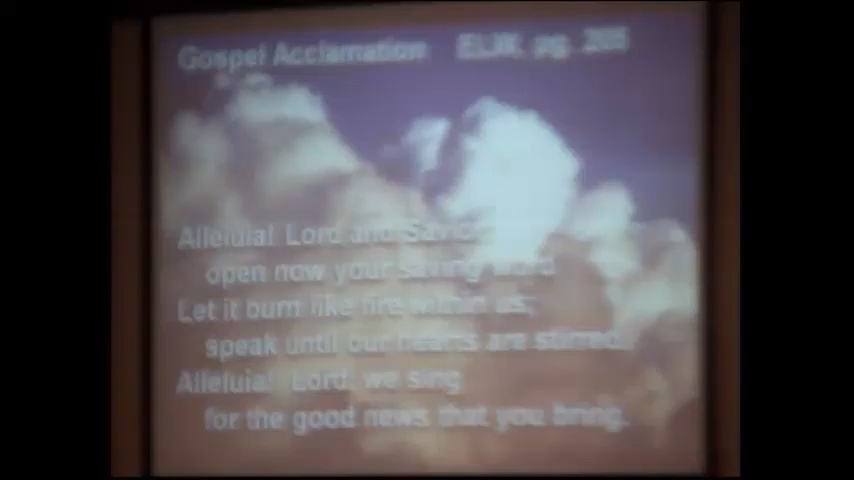 Gospel Acclamation ELW, pg. 205
Alleluia! Lord and Savior
open now your saving word
Let it burn like fire within us;
speak until our hearts are stirred.
Alleluia! Lord, we sing
for the good news that you bring.